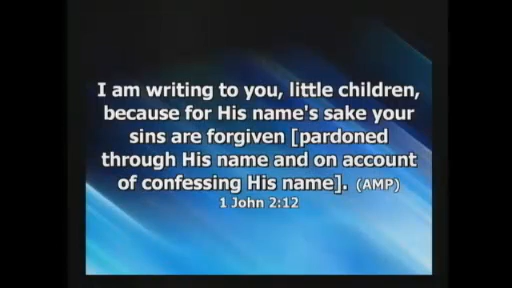 I am writing to you, little children,
because for His name's sake your
sins are forgiven [pardoned
through His name and on account
of confessing His name]. (AMP)
1 John 2:12